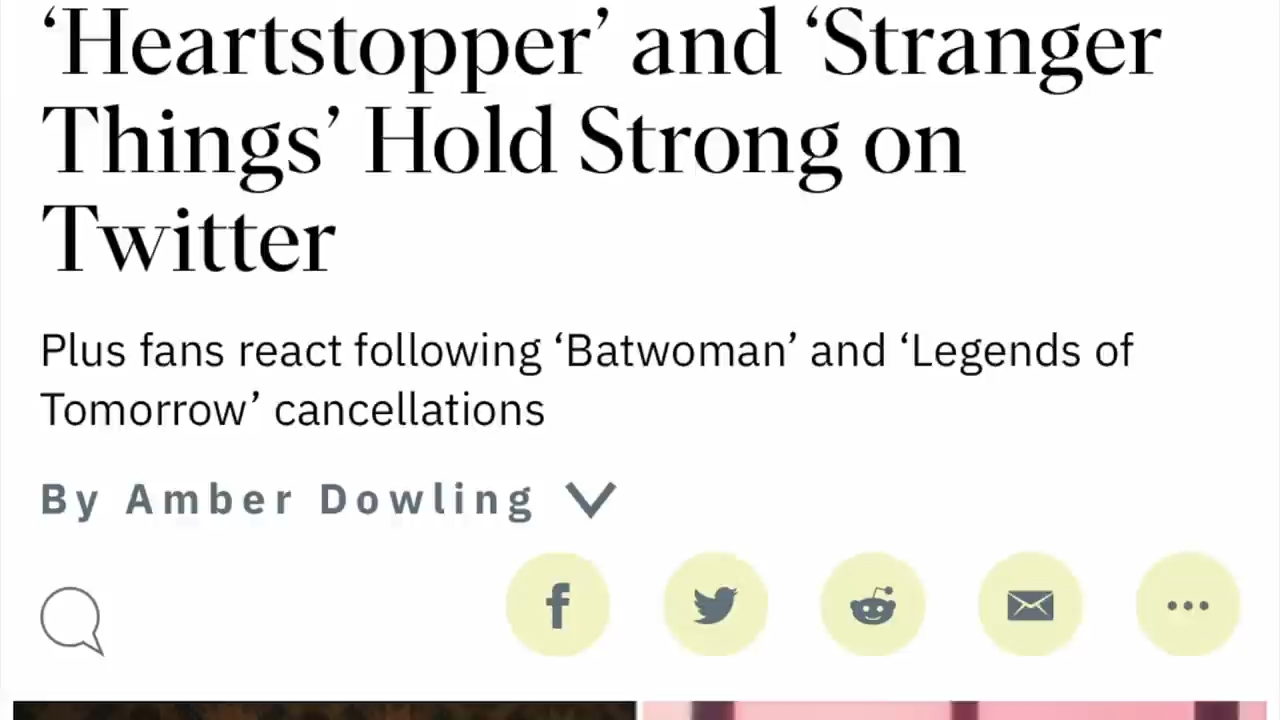 ‘Heartstopper’ and ‘Stranger
Things’ Hold Strong on
Twitter
Plus fans react following ‘Batwoman’ and ‘Legends of
Tomorrow’ cancellations
By Amber Dowling